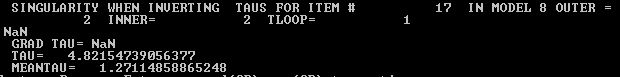 SINGULARITY WHEN INVERTING TAUS FOR ITEM # 17 IN MODEL 8 OUTER =
2 INNER= 2 TLOOP= 1
NaN
GRAD TAU= NaN
TAU= 4.82154739056377
MEANTAU= 1.27114858865248